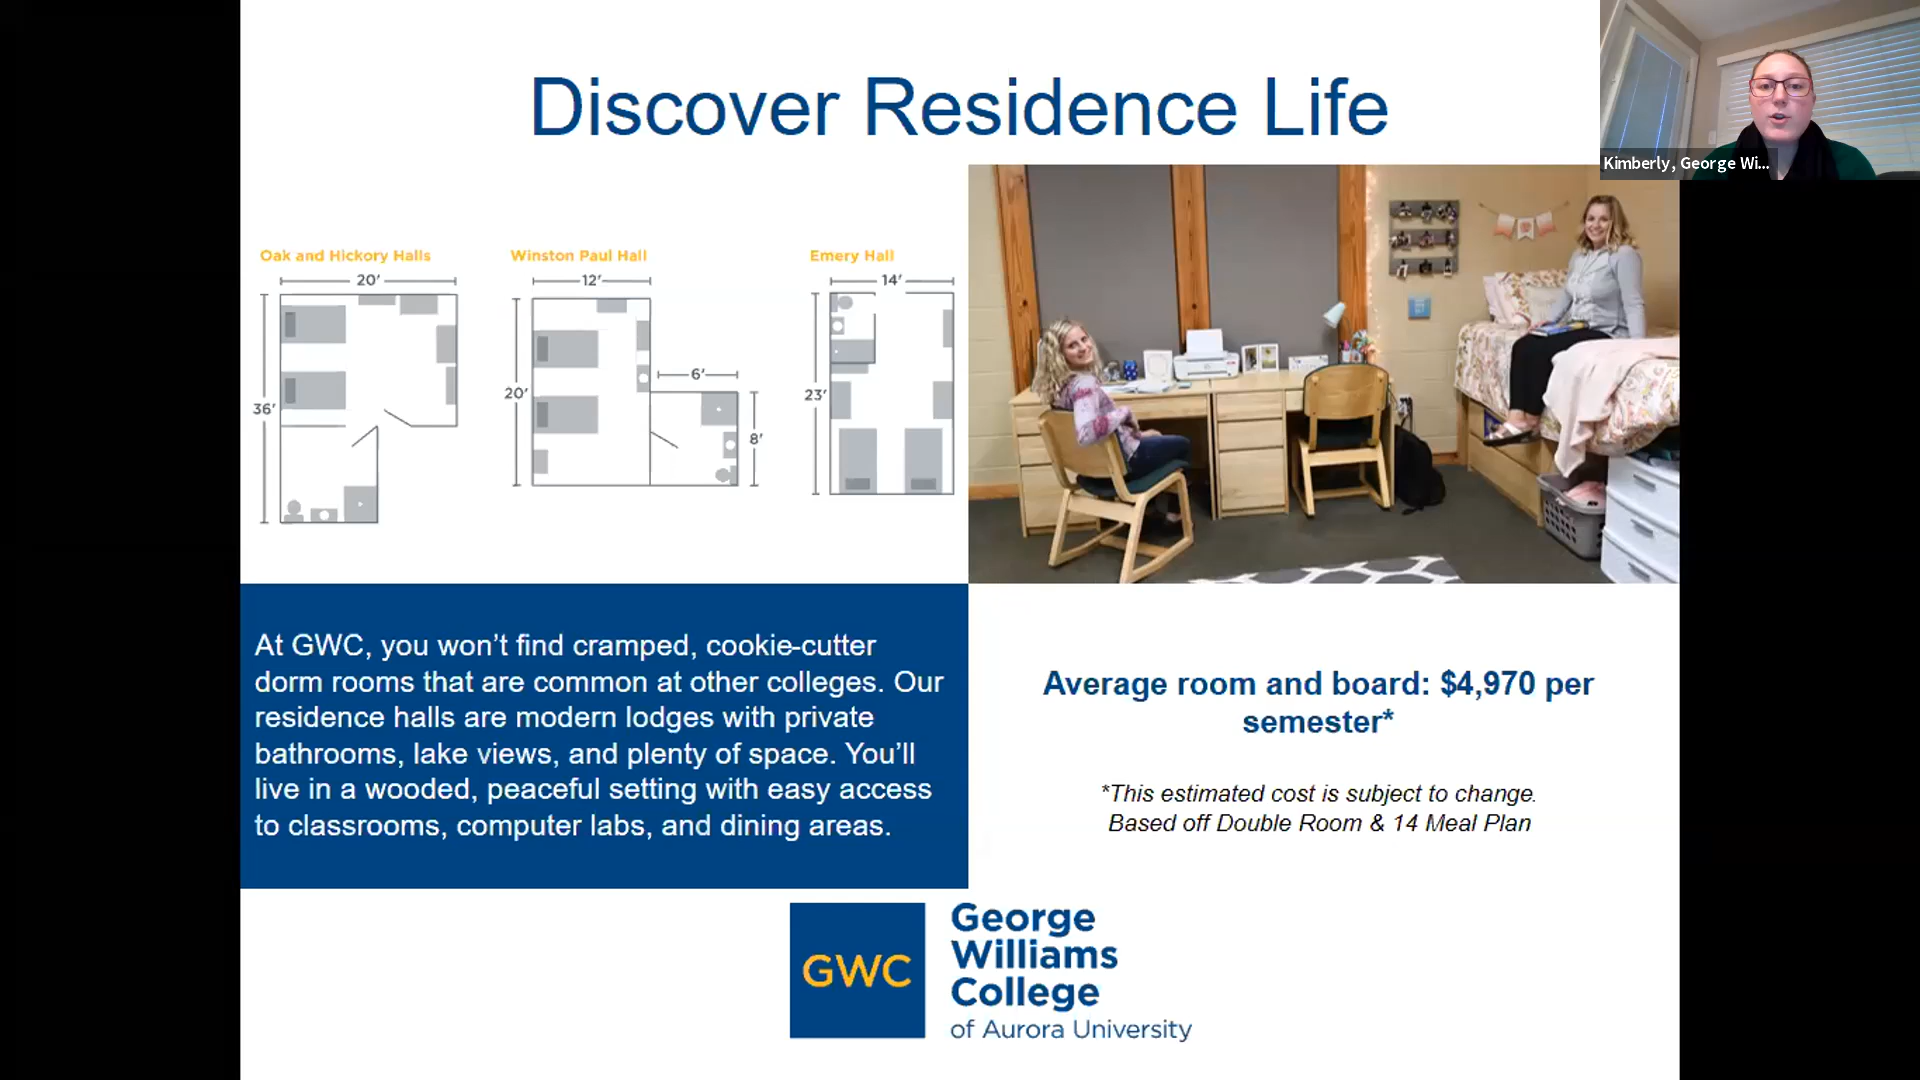 Discover Residence Life
Kimberly, George Wi...
Oak and Hickory Halls
20'
36'
Winston Paul Hall
12'
20'
6'
8'
Emery Hall
14'
23'
At GWC, you won't find cramped, cookie-cutter
dorm rooms that are common at other colleges. Our
residence halls are modern lodges with private
bathrooms, lake views, and plenty of space. You'll
live in a wooded, peaceful setting with easy access
to classrooms, computer labs, and dining areas.
Average room and board: $4,970 per
semester*
*This estimated cost is subject to change.
Based off Double Room & 14 Meal Plan
GWC
George
Williams
College
of Aurora University